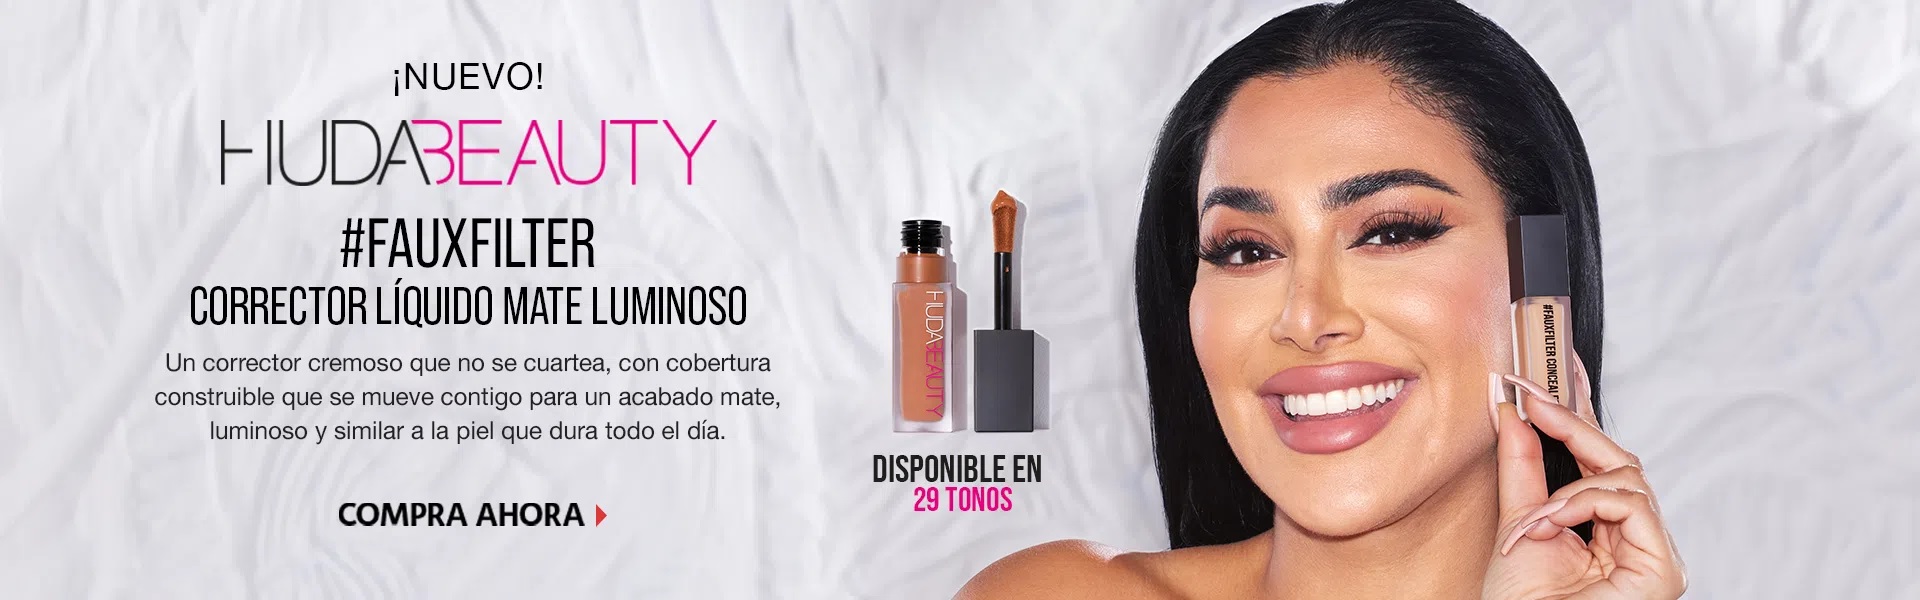 ¡NUEVO!
HUDABEAUTY
#FAUXFILTER
CORRECTOR LÍQUIDO MATE LUMINOSO
Un corrector cremoso que no se cuartea, con cobertura
construible que se mueve contigo para un acabado mate,
luminoso y similar a la piel que dura todo el día.
COMPRA AHORA
HUDABEAUTY
DISPONIBLE EN
29 TONOS
#FAUXFILTER